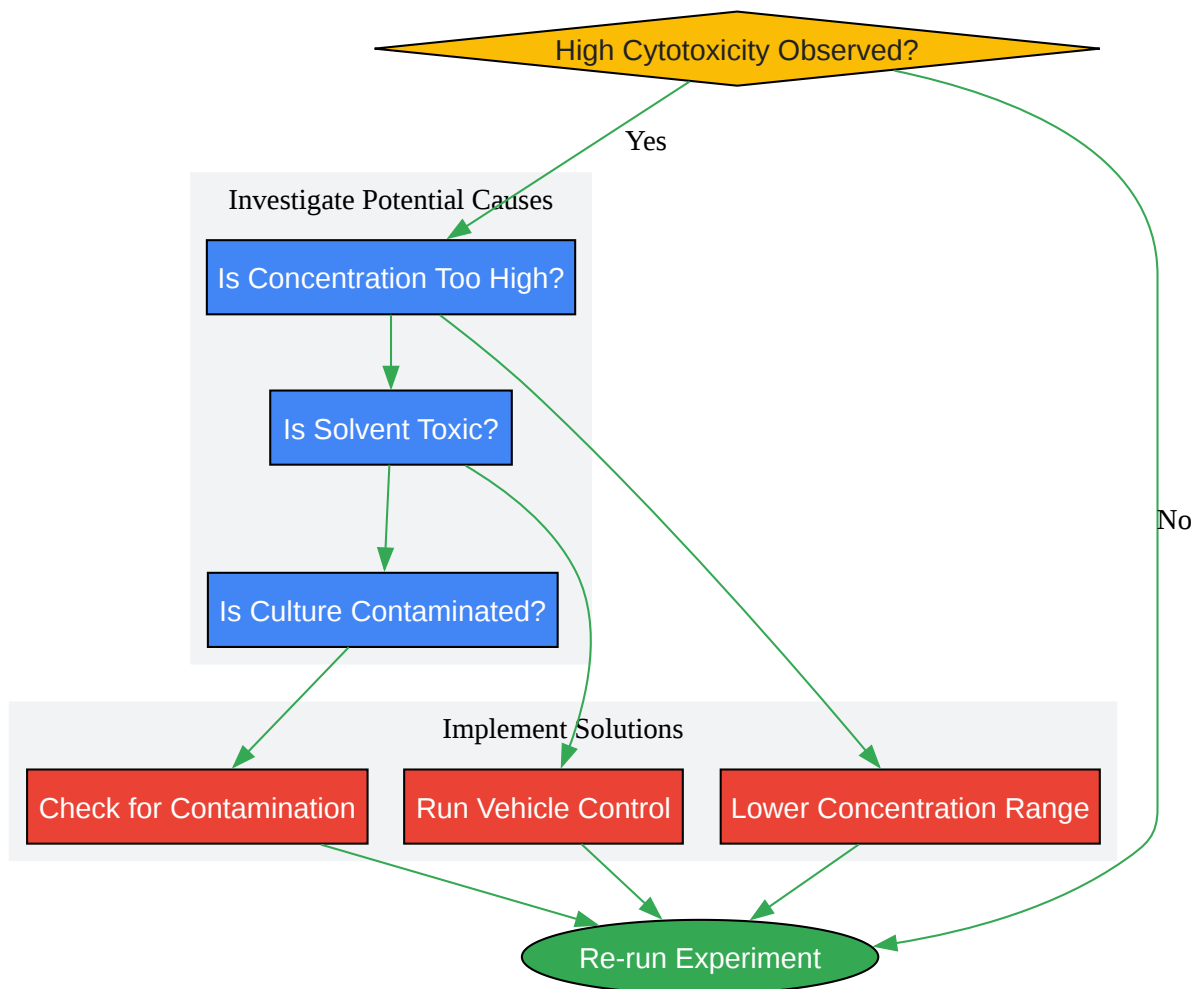 High Cytotoxicity Observed?
Yes
Investigate Potential Causes
Is Concentration Too High?
Is Solvent Toxic?
No
Is Culture Contaminated?
Implement Solutions
Check for Contamination
Run Vehicle Control
Lower Concentration Range
Re-run Experiment